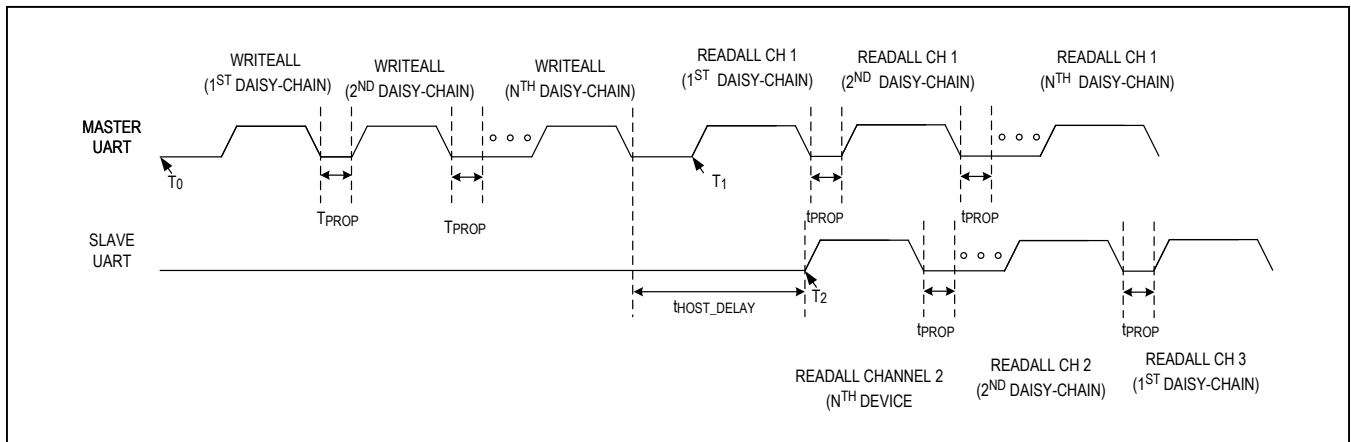 WRITEALL
(1ST DAISY-CHAIN)
WRITEALL
(2ND DAISY-CHAIN)
WRITEALL
(NTH DAISY-CHAIN)
READALL CH 1
(1ST DAISY-CHAIN)
READALL CH 1
(2ND DAISY-CHAIN)
READALL CH 1
(NTH DAISY-CHAIN)
MASTER
UART
T0
T1
TPROP
TPROP
tPROP
tPROP
SLAVE
UART
T2
tHOST_DELAY
tPROP
tPROP
READALL CHANNEL 2
(NTH DEVICE
READALL CH 2
(2ND DAISY-CHAIN)
READALL CH 3
(1ST DAISY-CHAIN)